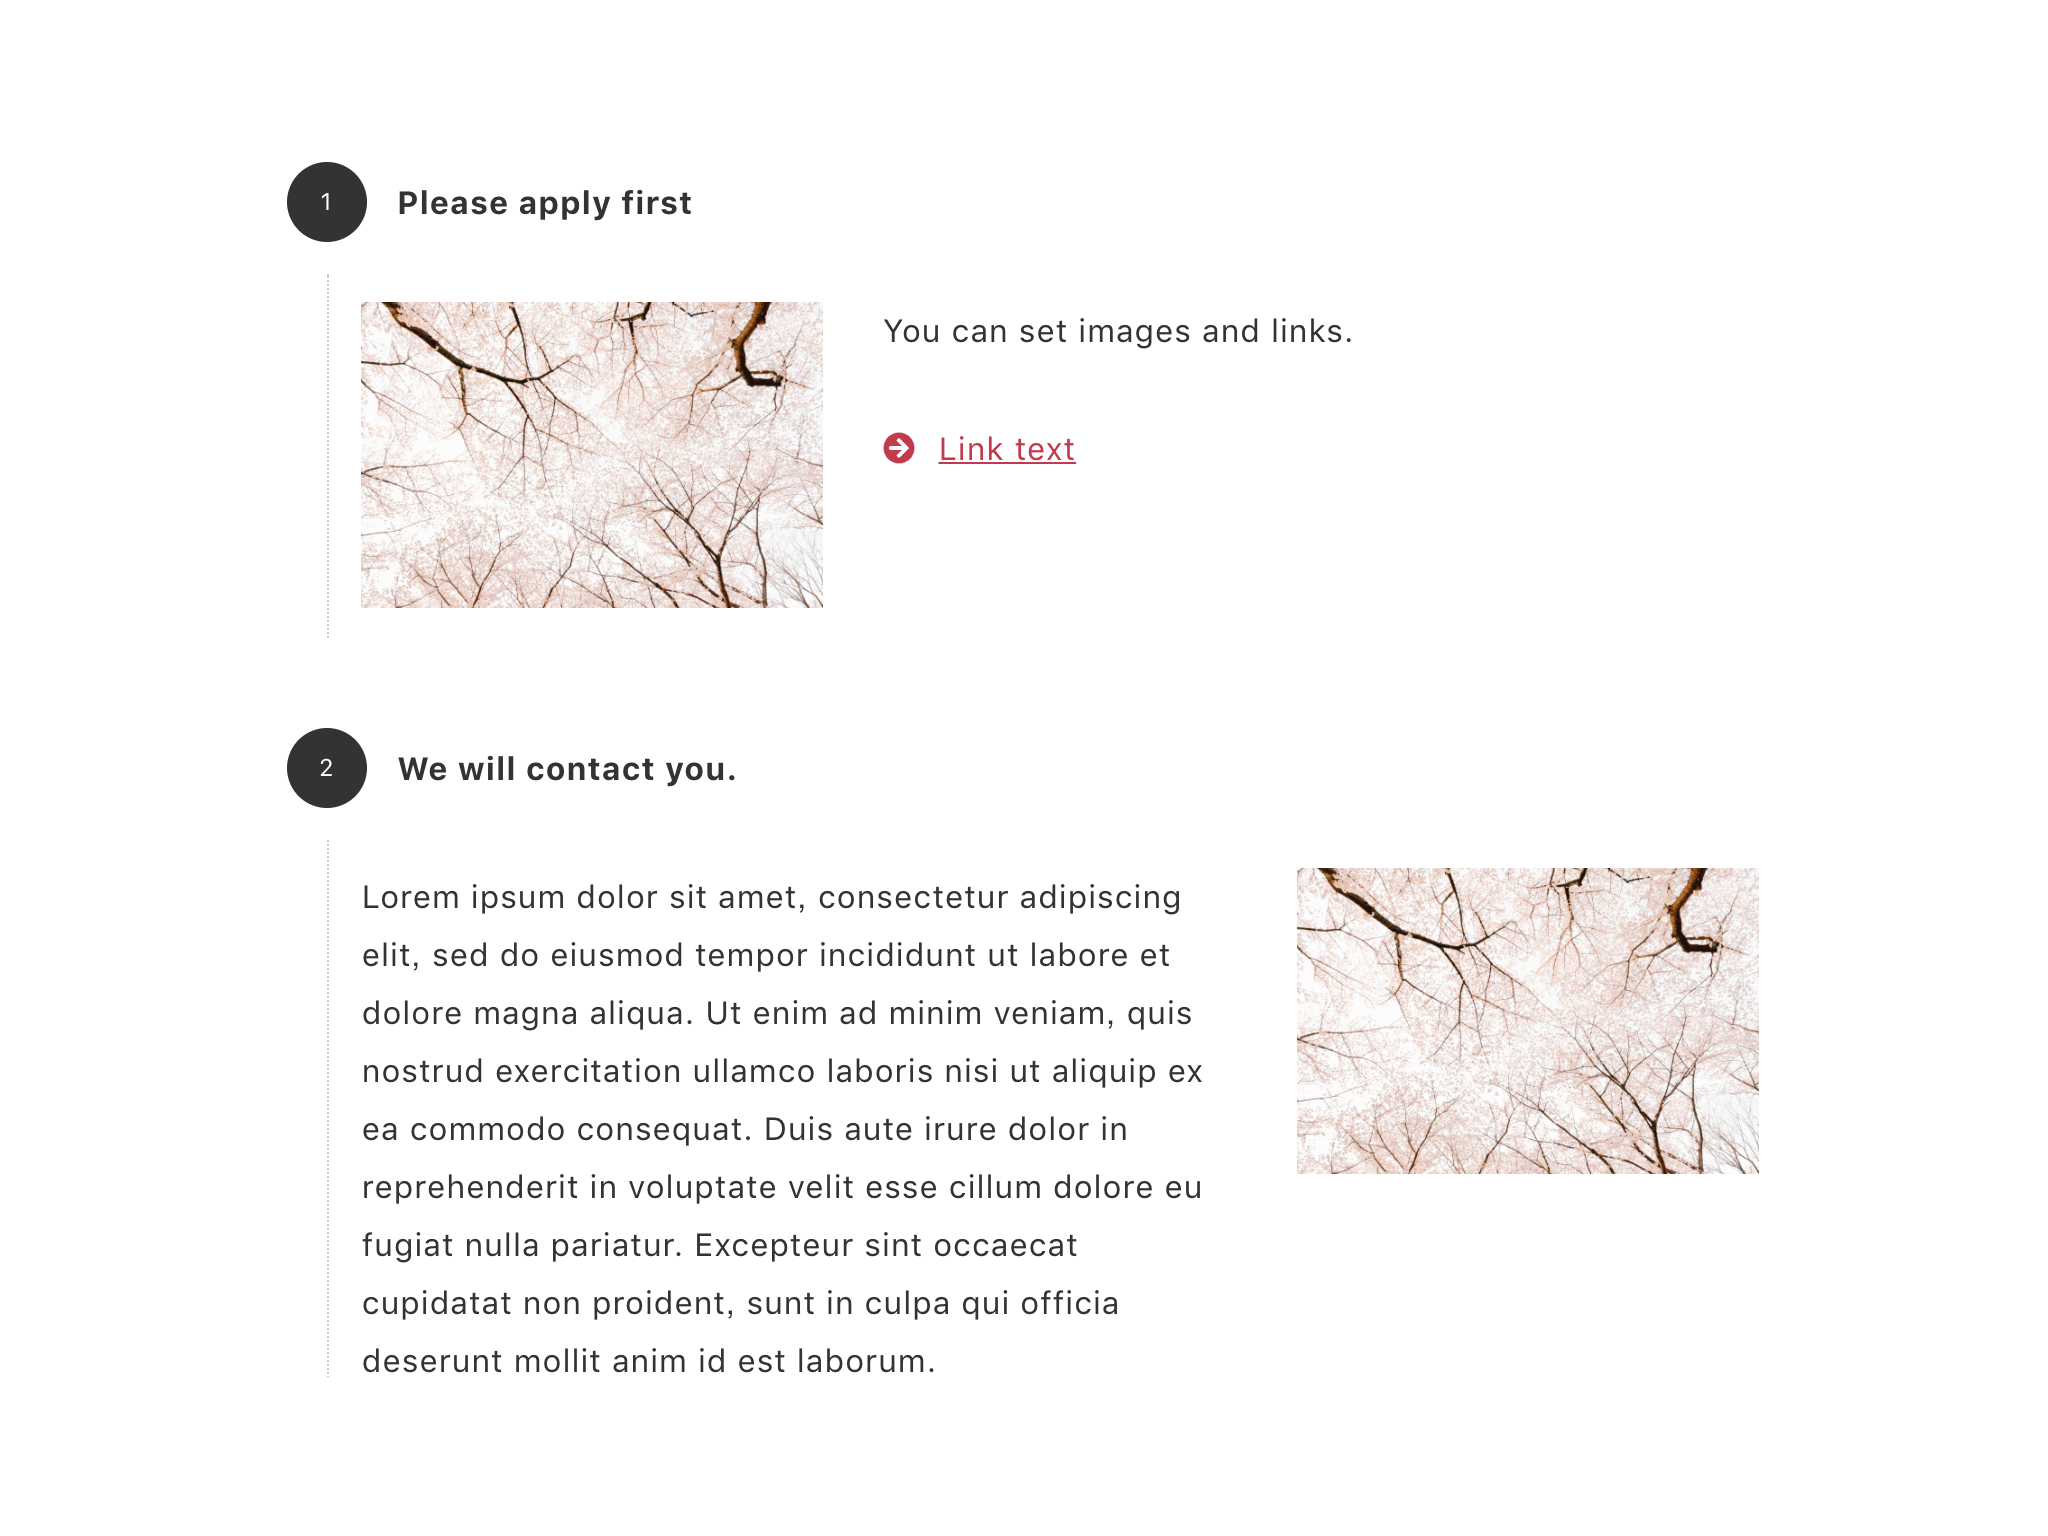 1
Please apply first
You can set images and links.
Link text
2
We will contact you.
Lorem ipsum dolor sit amet, consectetur adipiscing
elit, sed do eiusmod tempor incididunt ut labore et
dolore magna aliqua. Ut enim ad minim veniam, quis
nostrud exercitation ullamco laboris nisi ut aliquip ex
ea commodo consequat. Duis aute irure dolor in
reprehenderit in voluptate velit esse cillum dolore eu
fugiat nulla pariatur. Excepteur sint occaecat
cupidatat non proident, sunt in culpa qui officia
deserunt mollit anim id est laborum.